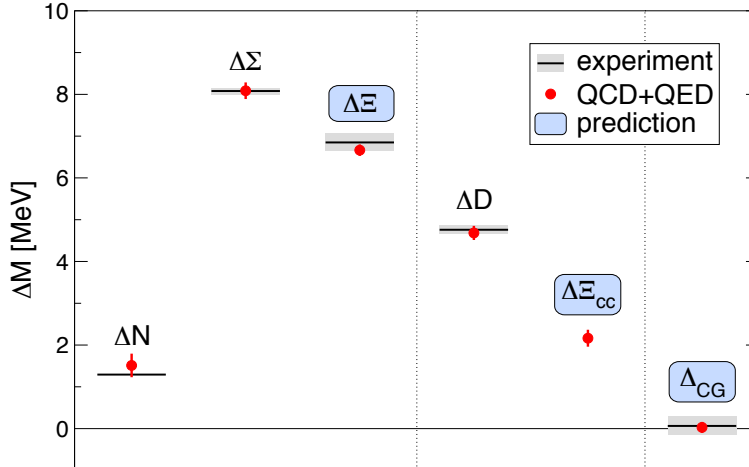 10
8
6
4
2
0
ΔM [MeV]
ΔN
ΔΣ
ΔΞ
ΔD
ΔΞcc
ΔCG
experiment
QCD+QED
prediction